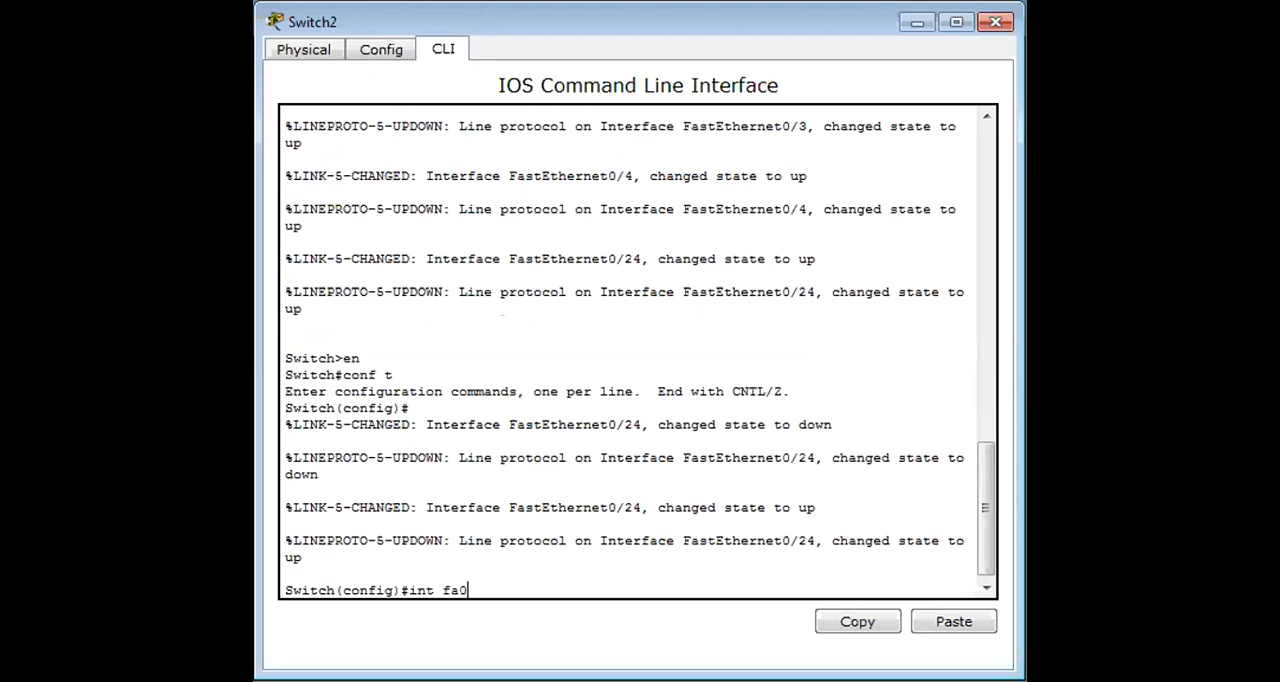 Switch2
Physical Config CLI
IOS Command Line Interface
%LINEPROTO-5-UPDOWN: Line protocol on Interface FastEthernet0/3, changed state to
up
%LINK-5-CHANGED: Interface FastEthernet0/4, changed state to up
%LINEPROTO-5-UPDOWN: Line protocol on Interface FastEthernet0/4, changed state to
up
%LINK-5-CHANGED: Interface FastEthernet0/24, changed state to up
%LINEPROTO-5-UPDOWN: Line protocol on Interface FastEthernet0/24, changed state to
up
Switch>en
Switch#conf t
Enter configuration commands, one per line.  End with CNTL/Z.
Switch(config)#
%LINK-5-CHANGED: Interface FastEthernet0/24, changed state to down
%LINEPROTO-5-UPDOWN: Line protocol on Interface FastEthernet0/24, changed state to
down
%LINK-5-CHANGED: Interface FastEthernet0/24, changed state to up
%LINEPROTO-5-UPDOWN: Line protocol on Interface FastEthernet0/24, changed state to
up
Switch(config)#int fa0
Copy Paste